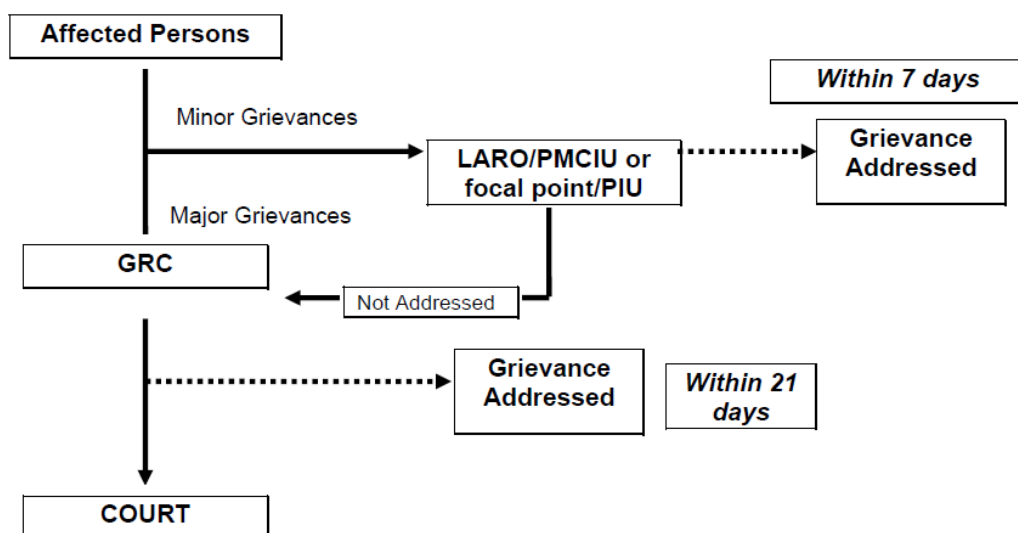 Affected Persons
Within 7 days
Minor Grievances
Grievance
Addressed
LARO/PMCIU or
focal point/PIU
Major Grievances
GRC
Not Addressed
Grievance
Addressed
Within 21
days
COURT